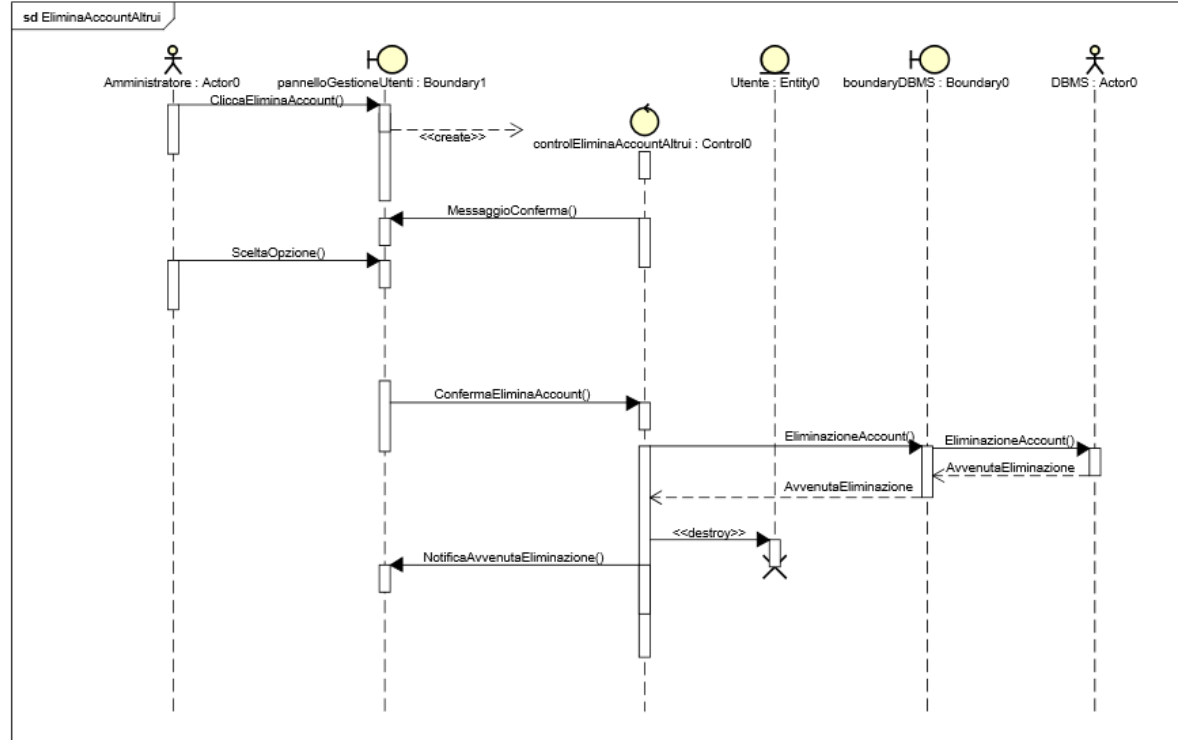 sd EliminaAccountAltrui
Amministratore : Actor0
pannelloGestioneUtenti : Boundary1
Utente : Entity0
boundaryDBMS : Boundary0
DBMS : Actor0
CliccaEliminaAccount()
<<create>>
controlEliminaAccountAltrui : Control0
MessaggioConferma()
SceltaOpzione()
ConfermaEliminaAccount()
EliminazioneAccount()
EliminazioneAccount()
AvvenutaEliminazione
AvvenutaEliminazione
<<destroy>>
NotificaAvvenutaEliminazione()